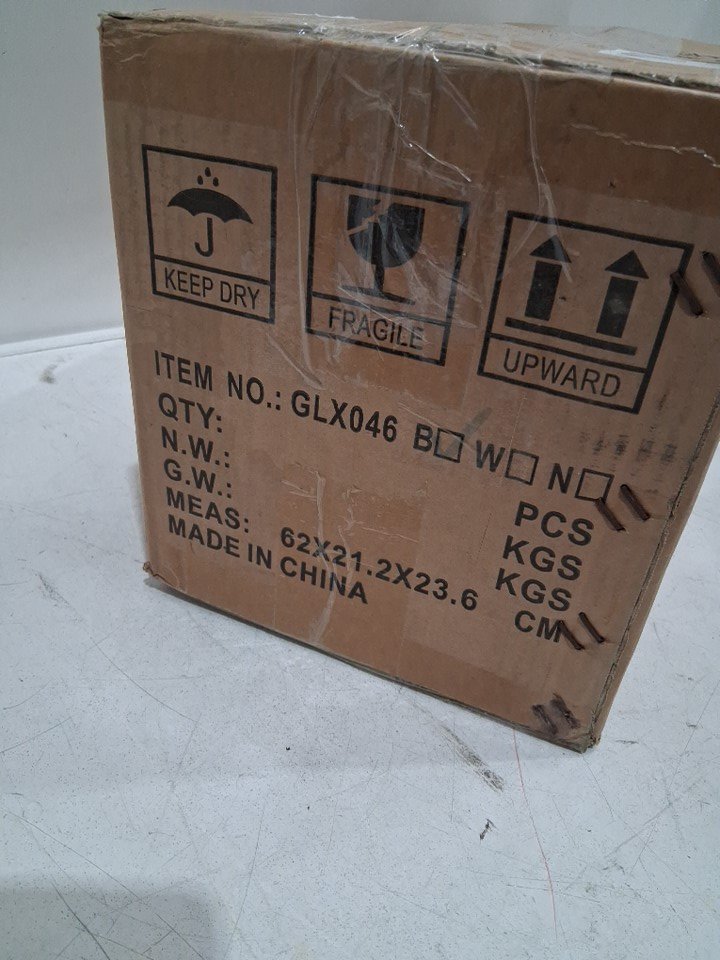 KEEP DRY
FRAGILE
UPWARD
ITEM NO.: GLX046 B□ W□ N□
QTY: PCS
N.W.: KGS
G.W.: KGS
MEAS: 62X21.2X23.6 CM
MADE IN CHINA